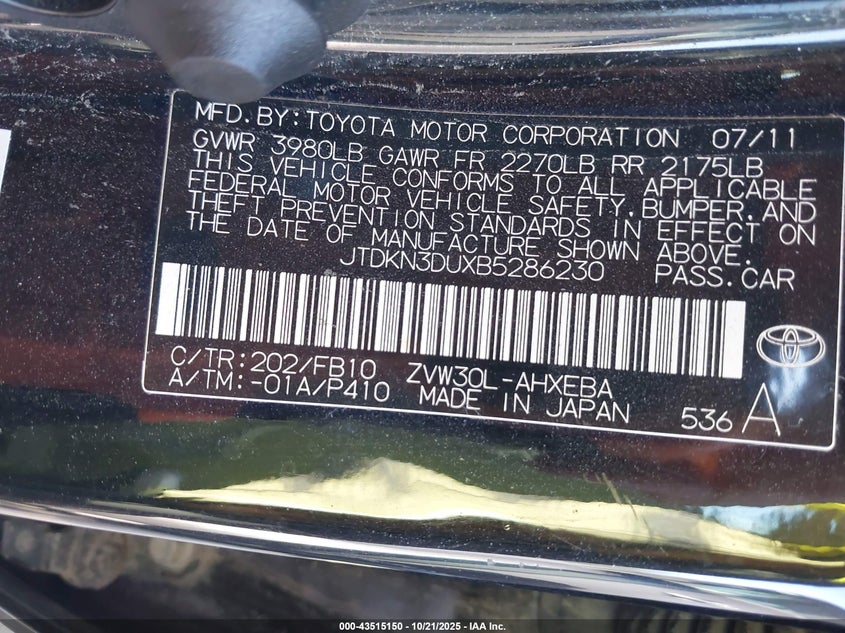 MFD.BY:TOYOTA MOTOR CORPORATION 07/11
GVWR 3980LB GAWR FR 2270LB RR 2175LB
THIS VEHICLE CONFORMS TO ALL APPLICABLE
FEDERAL MOTOR VEHICLE SAFETY,BUMPER,AND
THEFT PREVENTION STANDARDS IN EFFECT ON
THE DATE OF MANUFACTURE SHOWN ABOVE.
JTDKN3DUXB5286230 PASS.CAR
C/TR:202/FB10 ZVW30L-AHXEBA
A/TM:-01A/P410 MADE IN JAPAN 536 A
000-43515150 - 10/21/2025 - IAA Inc.